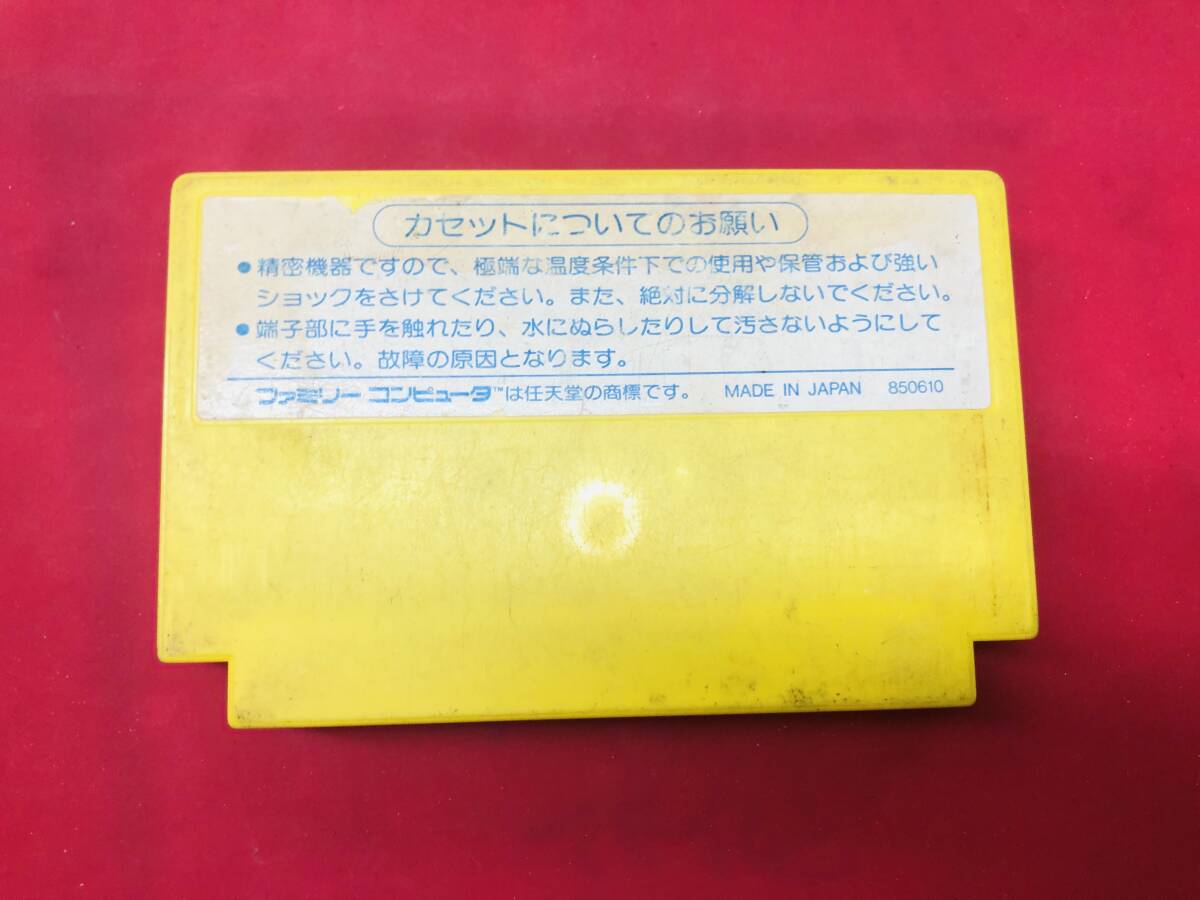 カセットについてのお願い
●精密機器ですので、極端な温度条件下での使用や保管および強い
ショックをさけてください。また、絶対に分解しないでください。
●端子部に手を触れたり、水にぬらしたりして汚さないようにして
ください。故障の原因となります。
ファミリー コンピュータ™は任天堂の商標です。 MADE IN JAPAN 850610